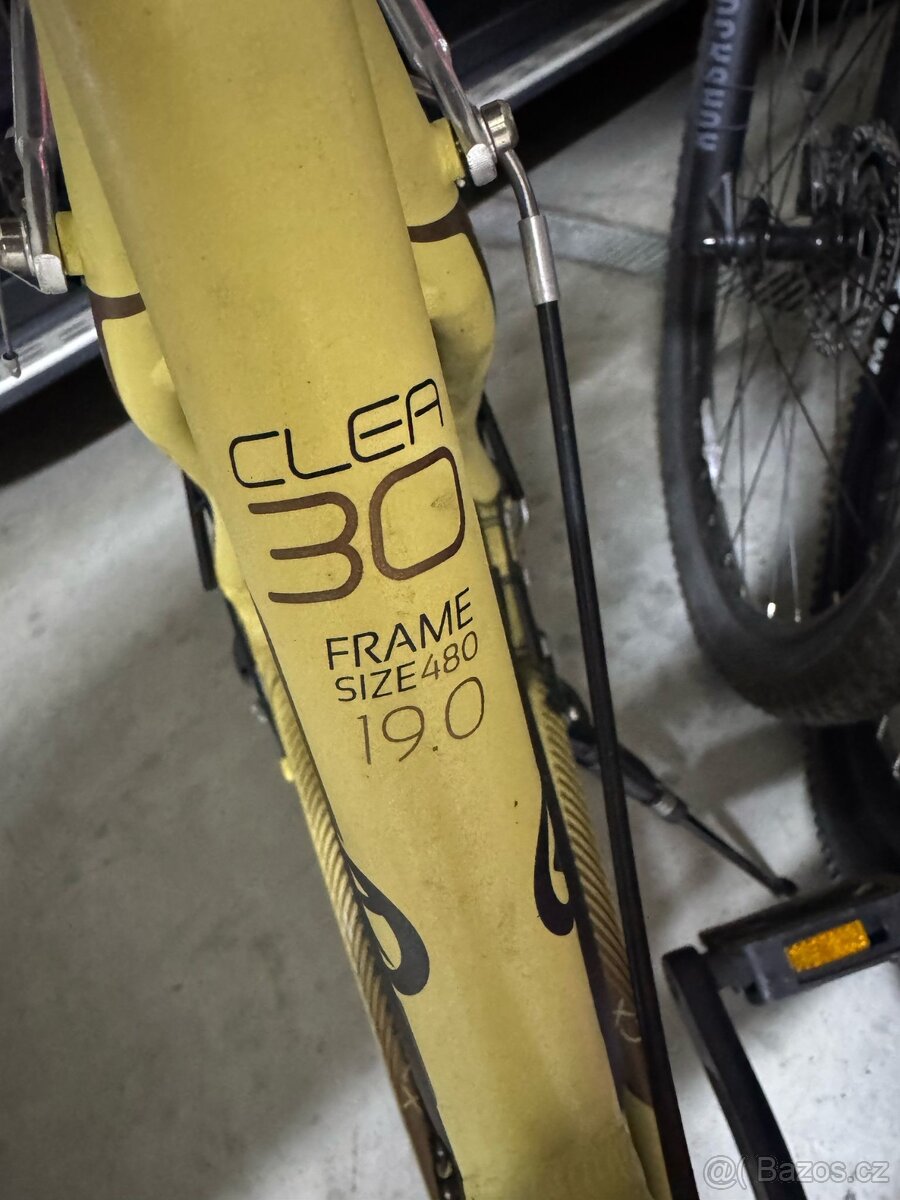 CLEA
30
FRAME
SIZE480
19.0
@( Bazos.cz